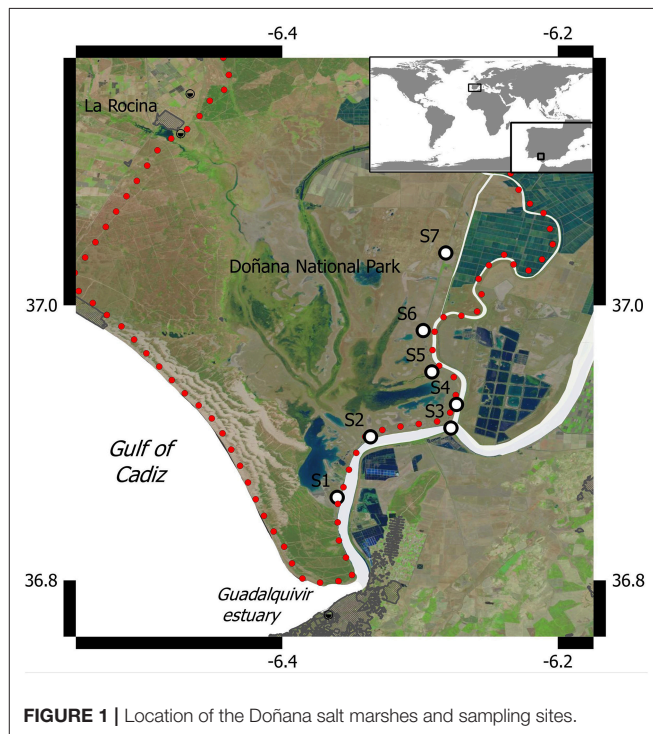 -6.4
-6.2
La Rocina
S7
Doñana National Park
37.0
37.0
S6
S5
S4
S3
S2
Gulf of
Cadiz
S1
36.8
36.8
Guadalquivir
estuary
-6.4
-6.2
FIGURE 1 | Location of the Doñana salt marshes and sampling sites.